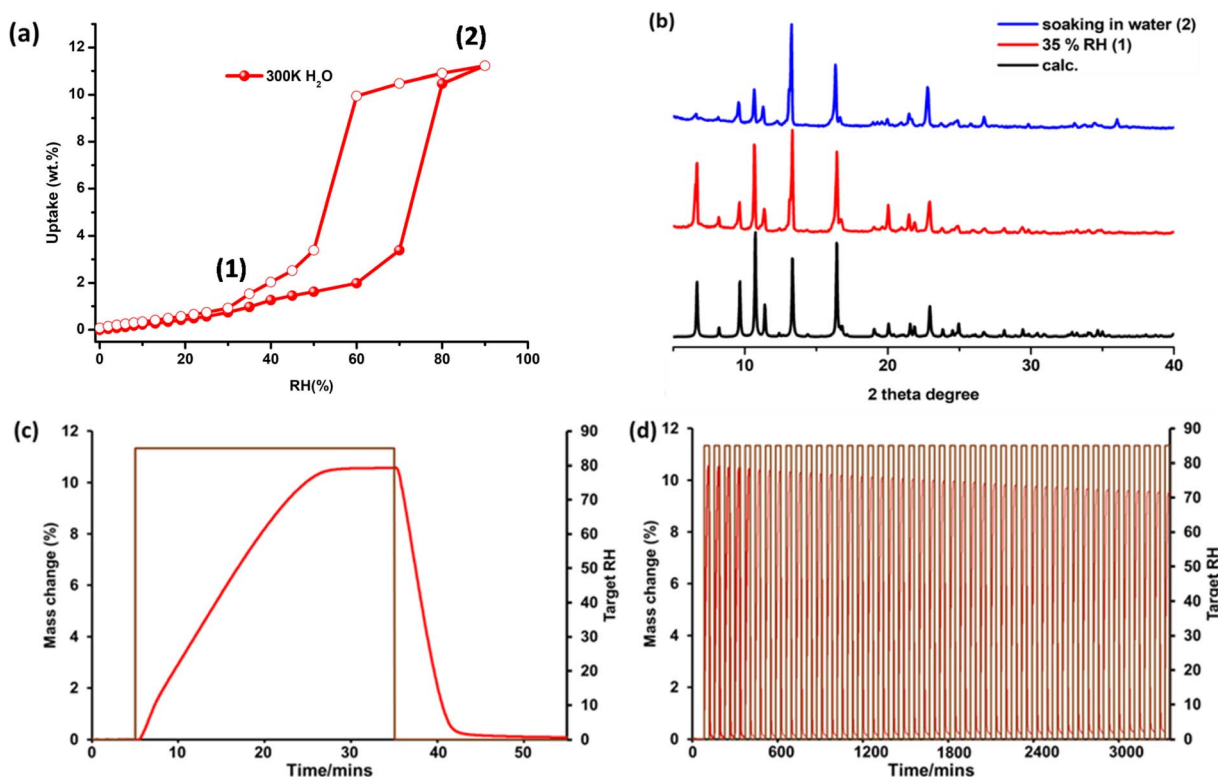 (a)
12
11
10
8
6
4
2
0
Uptake (wt.%)
300K H₂O
(1)
(2)
0 20 40 60 80 100
RH(%)
(b)
soaking in water (2)
35 % RH (1)
calc.
10 20 30 40
2 theta degree
(c)
12
10
8
6
4
2
0
Mass change (%)
90
80
70
60
50
40
30
20
10
0
Target RH
0 10 20 30 40 50
Time/mins
(d)
12
10
8
6
4
2
0
Mass change (%)
90
80
70
60
50
40
30
20
10
0
Target RH
0 600 1200 1800 2400 3000
Time/mins